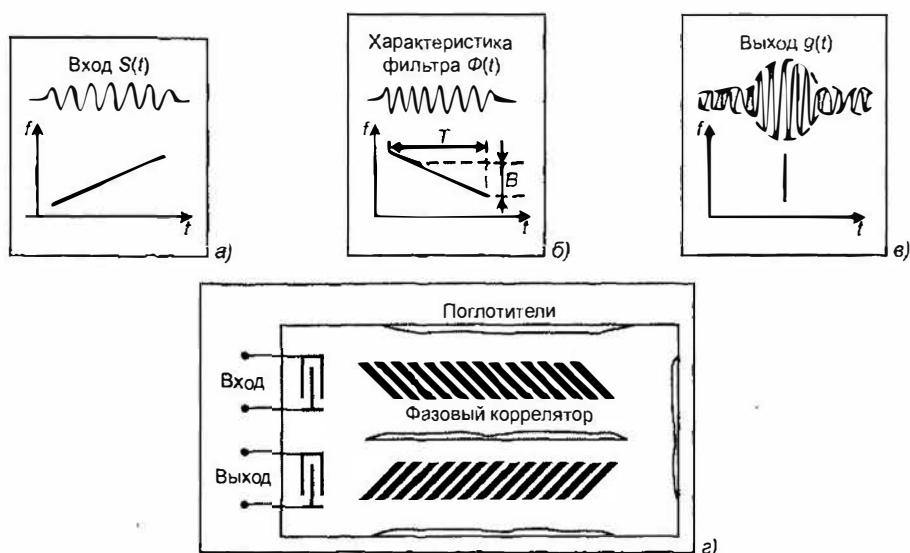 Вход S(t)
f
t
а)
Характеристика
фильтра Φ(t)
f
T
B
t
б)
Выход g(t)
f
t
в)
Поглотители
Вход
Фазовый коррелятор
Выход
г)